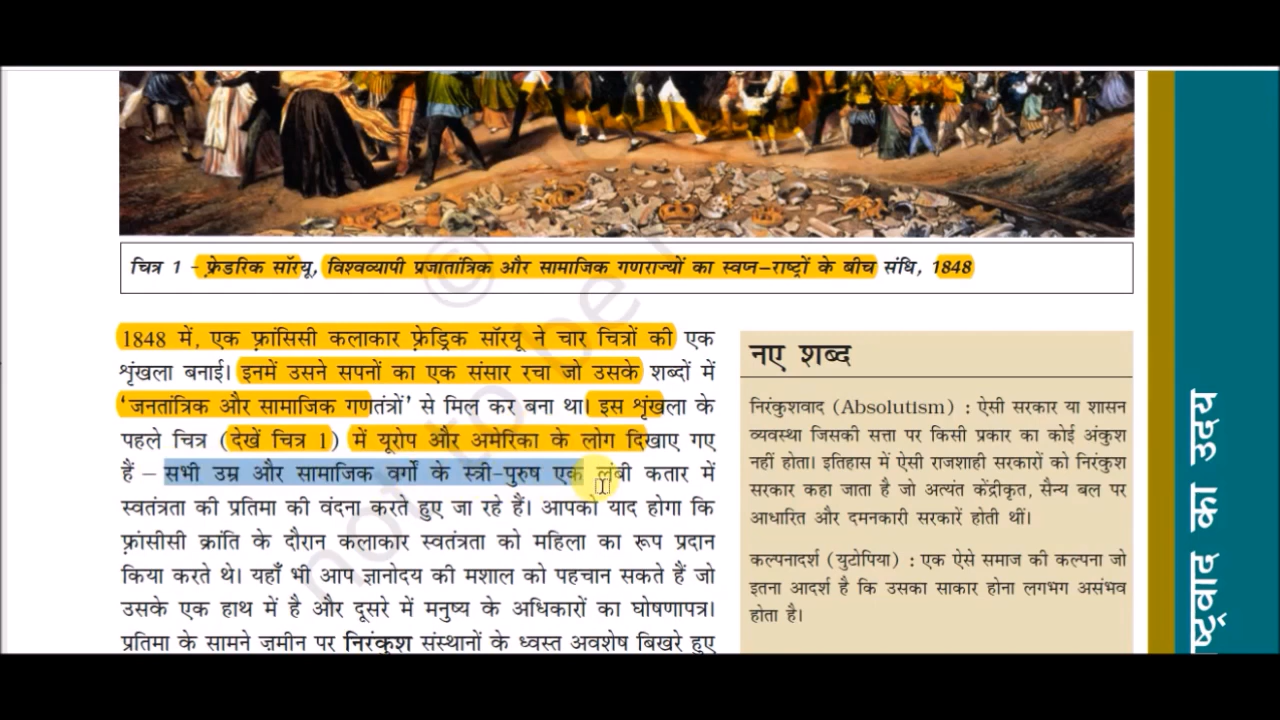 चित्र 1 – फ़्रेडरिक सॉरयू, विश्वव्यापी प्रजातांत्रिक और सामाजिक गणराज्यों का स्वप्न–राष्ट्रों के बीच संधि, 1848
1848 में, एक फ़्रांसिसी कलाकार फ़्रेड्रिक सॉरयू ने चार चित्रों की एक
शृंखला बनाई। इनमें उसने सपनों का एक संसार रचा जो उसके शब्दों में
‘जनतांत्रिक और सामाजिक गणतंत्रों’ से मिल कर बना था। इस शृंखला के
पहले चित्र (देखें चित्र 1) में यूरोप और अमेरिका के लोग दिखाए गए
हैं – सभी उम्र और सामाजिक वर्गों के स्त्री-पुरुष एक लंबी कतार में
स्वतंत्रता की प्रतिमा की वंदना करते हुए जा रहे हैं। आपको याद होगा कि
फ़्रांसीसी क्रांति के दौरान कलाकार स्वतंत्रता को महिला का रूप प्रदान
किया करते थे। यहाँ भी आप ज्ञानोदय की मशाल को पहचान सकते हैं जो
उसके एक हाथ में है और दूसरे में मनुष्य के अधिकारों का घोषणापत्र।
प्रतिमा के सामने ज़मीन पर निरंकुश संस्थानों के ध्वस्त अवशेष बिखरे हुए
नए शब्द
निरंकुशवाद (Absolutism) : ऐसी सरकार या शासन
व्यवस्था जिसकी सत्ता पर किसी प्रकार का कोई अंकुश
नहीं होता। इतिहास में ऐसी राजशाही सरकारों को निरंकुश
सरकार कहा जाता है जो अत्यंत केंद्रीकृत, सैन्य बल पर
आधारित और दमनकारी सरकारें होती थीं।
कल्पनादर्श (युटोपिया) : एक ऐसे समाज की कल्पना जो
इतना आदर्श है कि उसका साकार होना लगभग असंभव
होता है।
का उदय
©
not to be